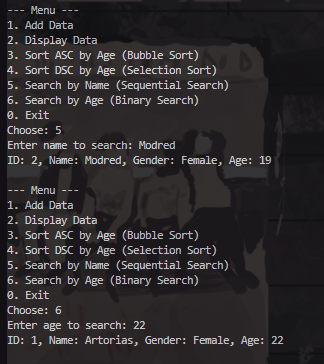 --- Menu ---
1. Add Data
2. Display Data
3. Sort ASC by Age (Bubble Sort)
4. Sort DSC by Age (Selection Sort)
5. Search by Name (Sequential Search)
6. Search by Age (Binary Search)
0. Exit
Choose: 5
Enter name to search: Modred
ID: 2, Name: Modred, Gender: Female, Age: 19

--- Menu ---
1. Add Data
2. Display Data
3. Sort ASC by Age (Bubble Sort)
4. Sort DSC by Age (Selection Sort)
5. Search by Name (Sequential Search)
6. Search by Age (Binary Search)
0. Exit
Choose: 6
Enter age to search: 22
ID: 1, Name: Artorias, Gender: Female, Age: 22